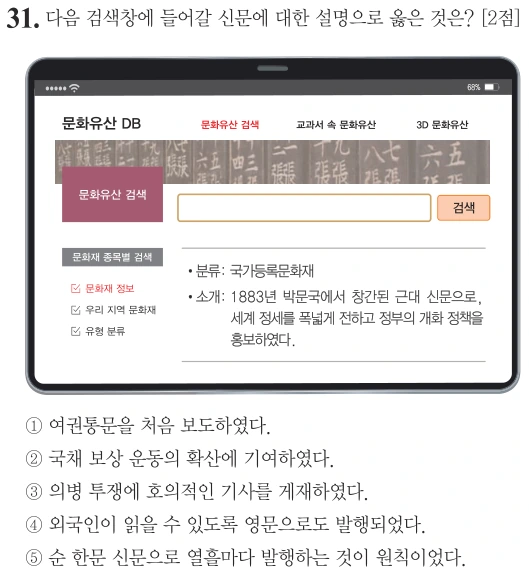 31. 다음 검색창에 들어갈 신문에 대한 설명으로 옳은 것은? [2점]
68%
문화유산 DB 문화유산 검색 교과서 속 문화유산 3D 문화유산
문화유산 검색
검색
문화재 종목별 검색
문화재 정보
우리 지역 문화재
유형 분류
• 분류: 국가등록문화재
• 소개: 1883년 박문국에서 창간된 근대 신문으로,
세계 정세를 폭넓게 전하고 정부의 개화 정책을
홍보하였다.
① 여권통문을 처음 보도하였다.
② 국채 보상 운동의 확산에 기여하였다.
③ 의병 투쟁에 호의적인 기사를 게재하였다.
④ 외국인이 읽을 수 있도록 영문으로도 발행되었다.
⑤ 순 한문 신문으로 열흘마다 발행하는 것이 원칙이었다.